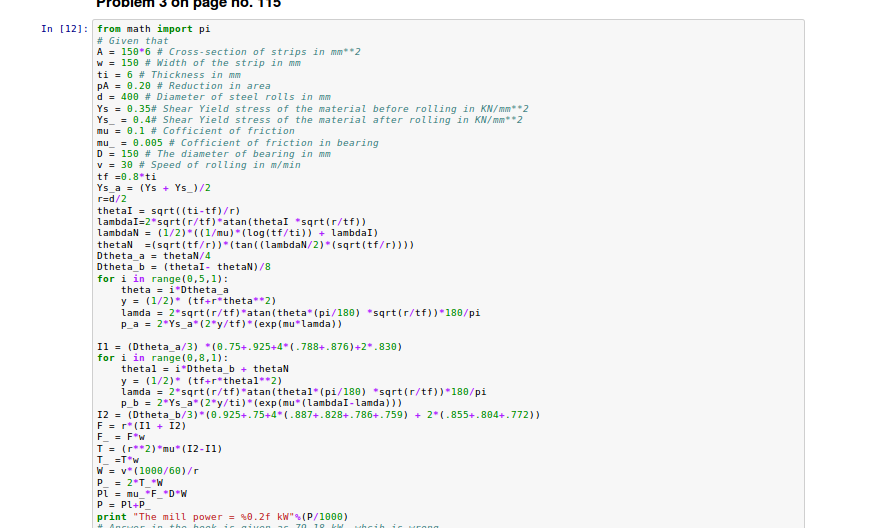 Problem 3 on page no. 115
In [12]: from math import pi
# Given that
A = 150*6 # Cross-section of strips in mm**2
w = 150 # Width of the strip in mm
ti = 6 # Thickness in mm
pA = 0.20 # Reduction in area
d = 400 # Diameter of steel rolls in mm
Ys = 0.35# Shear Yield stress of the material before rolling in KN/mm**2
Ys_ = 0.4# Shear Yield stress of the material after rolling in KN/mm**2
mu = 0.1 # Cofficient of friction
mu_ = 0.005 # Cofficient of friction in bearing
D = 150 # The diameter of bearing in mm
v = 30 # Speed of rolling in m/min
tf =0.8*ti
Ys_a = (Ys + Ys_)/2
r=d/2
thetaI = sqrt((ti-tf)/r)
lambdaI=2*sqrt(r/tf)*atan(thetaI *sqrt(r/tf))
lambdaN = (1/2)*((1/mu)*(log(tf/ti)) + lambdaI)
thetaN  =(sqrt(tf/r))*(tan((lambdaN/2)*(sqrt(tf/r))))
Dtheta_a = thetaN/4
Dtheta_b = (thetaI- thetaN)/8
for i in range(0,5,1):
    theta = i*Dtheta_a
    y = (1/2)* (tf+r*theta**2)
    lamda = 2*sqrt(r/tf)*atan(theta*(pi/180) *sqrt(r/tf))*180/pi
    p_a = 2*Ys_a*(2*y/tf)*(exp(mu*lamda))
I1 = (Dtheta_a/3) *(0.75+.925+4*(.788+.876)+2*.830)
for i in range(0,8,1):
    theta1 = i*Dtheta_b + thetaN
    y = (1/2)* (tf+r*theta1**2)
    lamda = 2*sqrt(r/tf)*atan(theta1*(pi/180) *sqrt(r/tf))*180/pi
    p_b = 2*Ys_a*(2*y/ti)*(exp(mu*(lambdaI-lamda)))
I2 = (Dtheta_b/3)*(0.925+.75+4*(.887+.828+.786+.759) + 2*(.855+.804+.772))
F = r*(I1 + I2)
F_ = F*w
T = (r**2)*mu*(I2-I1)
T_ =T*w
W = v*(1000/60)/r
P_ = 2*T_*W
Pl = mu_*F_*D*W
P = Pl+P_
print "The mill power = %0.2f kW"%(P/1000)
# Answer in the book is given as 79.18 kW, whcih is wrong